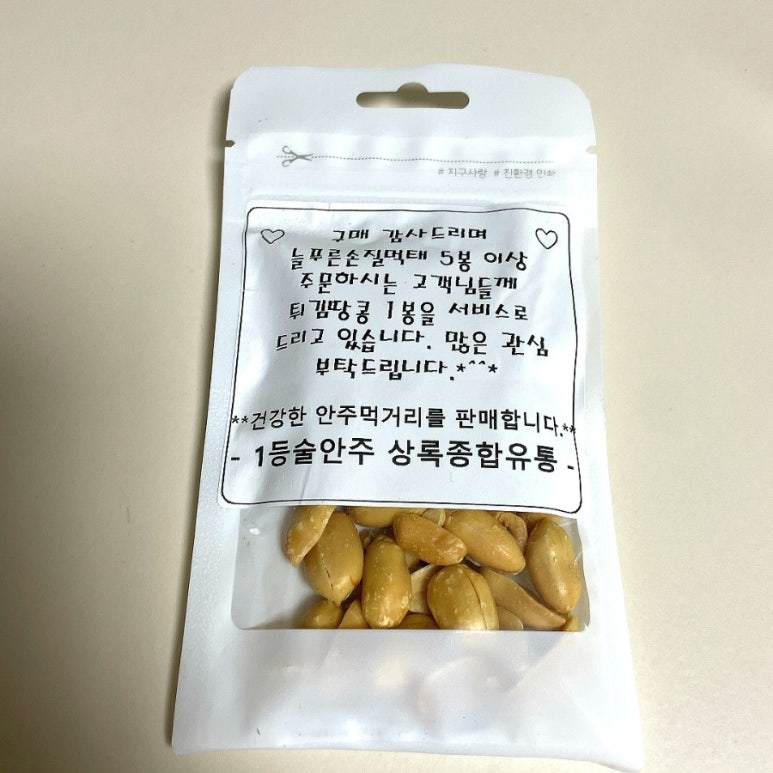 # 지구사랑 # 친환경 인쇄
구매 감사드리며
늘푸른손질먹태 5봉 이상
주문하시는 고객님들께
튀김땅콩 1봉을 서비스로
드리고 있습니다. 많은 관심
부탁드립니다.*^^*
**건강한 안주먹거리를 판매합니다.**
- 1등술안주 상록종합유통 -